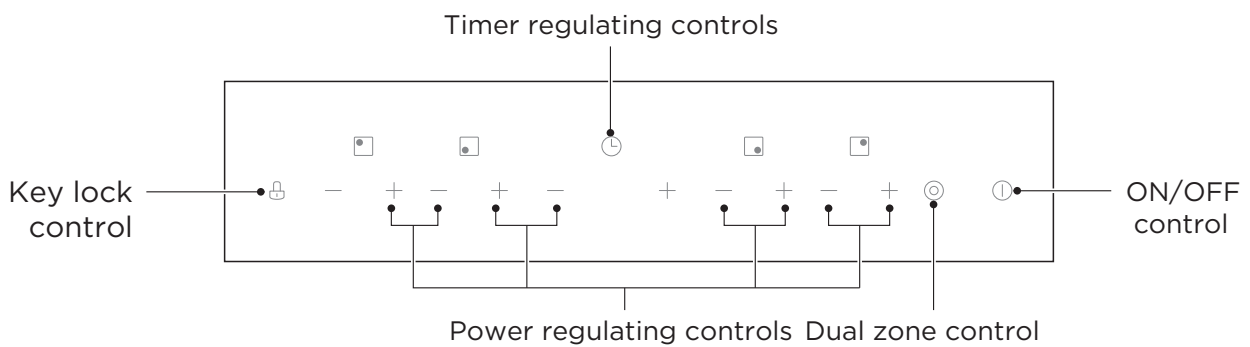 Timer regulating controls
Key lock
control
− + − + − + − + − +
ON/OFF
control
Power regulating controls
Dual zone control